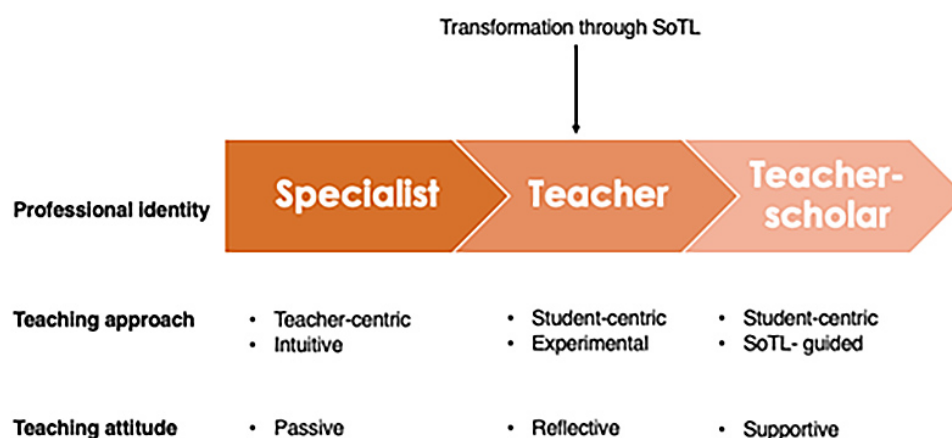 Transformation through SoTL
Professional identity
Specialist
Teacher
Teacher-
scholar
Teaching approach
• Teacher-centric
• Intuitive
• Student-centric
• Experimental
• Student-centric
• SoTL- guided
Teaching attitude
• Passive
• Reflective
• Supportive